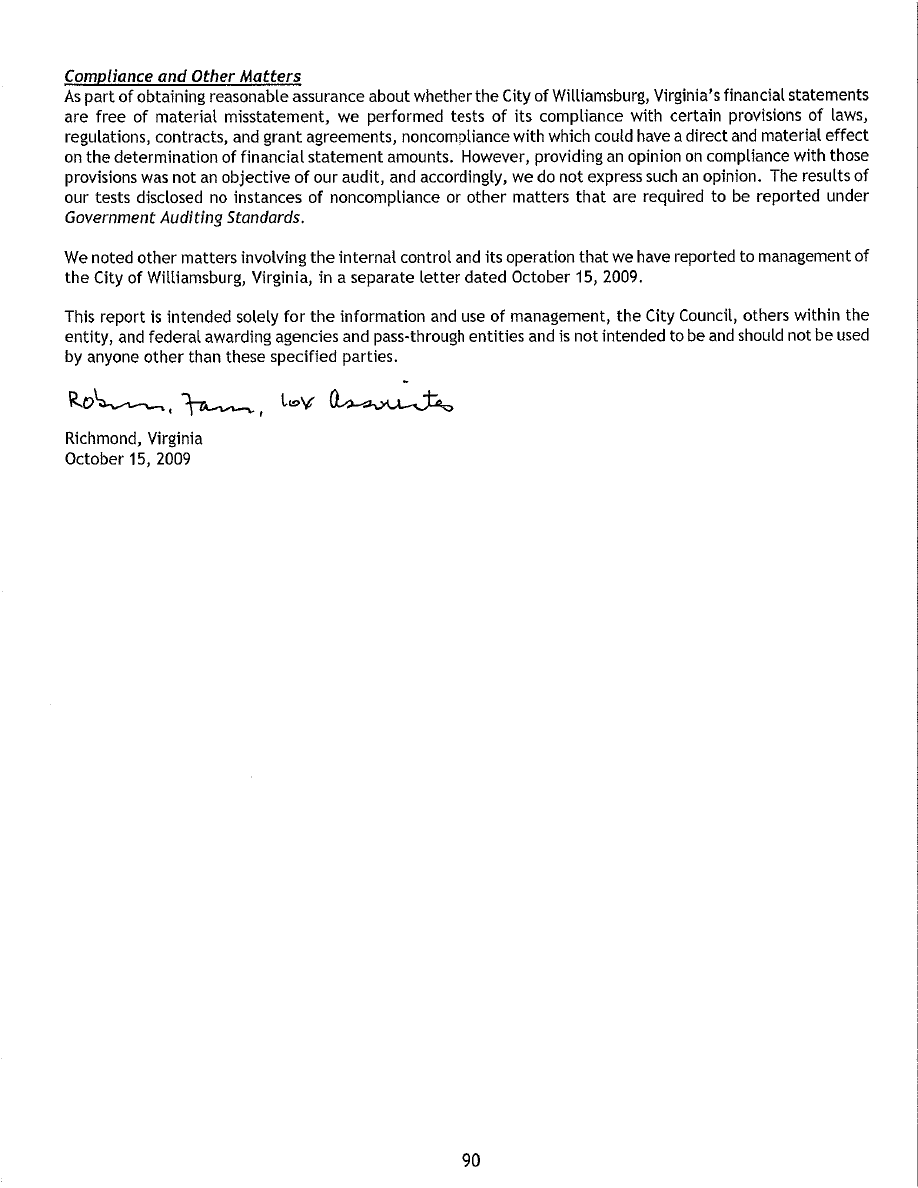 Compliance and Other Matters
As part of obtaining reasonable assurance about whether the City of Williamsburg, Virginia's financial statements
are free of material misstatement, we performed tests of its compliance with certain provisions of laws,
regulations, contracts, and grant agreements, noncompliance with which could have a direct and material effect
on the determination of financial statement amounts. However, providing an opinion on compliance with those
provisions was not an objective of our audit, and accordingly, we do not express such an opinion. The results of
our tests disclosed no instances of noncompliance or other matters that are required to be reported under
Government Auditing Standards.
We noted other matters involving the internal control and its operation that we have reported to management of
the City of Williamsburg, Virginia, in a separate letter dated October 15, 2009.
This report is intended solely for the information and use of management, the City Council, others within the
entity, and federal awarding agencies and pass-through entities and is not intended to be and should not be used
by anyone other than these specified parties.
Associates
Richmond, Virginia
October 15, 2009
90